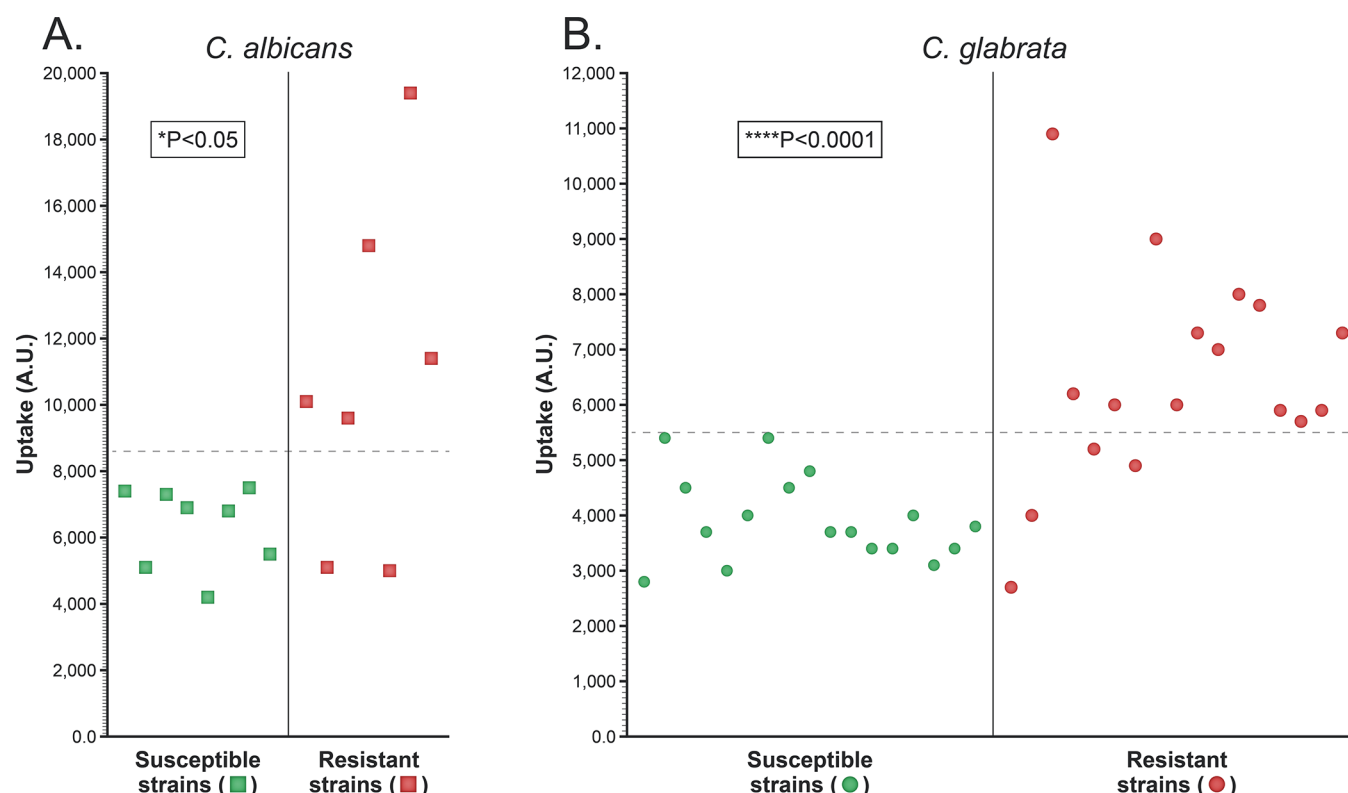 A.
C. albicans
20,000
18,000
16,000
14,000
12,000
10,000
8,000
6,000
4,000
2,000
0.0
Uptake (A.U.)
*P<0.05
Susceptible
strains ( )
Resistant
strains ( )
B.
C. glabrata
12,000
11,000
10,000
9,000
8,000
7,000
6,000
5,000
4,000
3,000
2,000
1,000
0.0
Uptake (A.U.)
****P<0.0001
Susceptible
strains ( )
Resistant
strains ( )